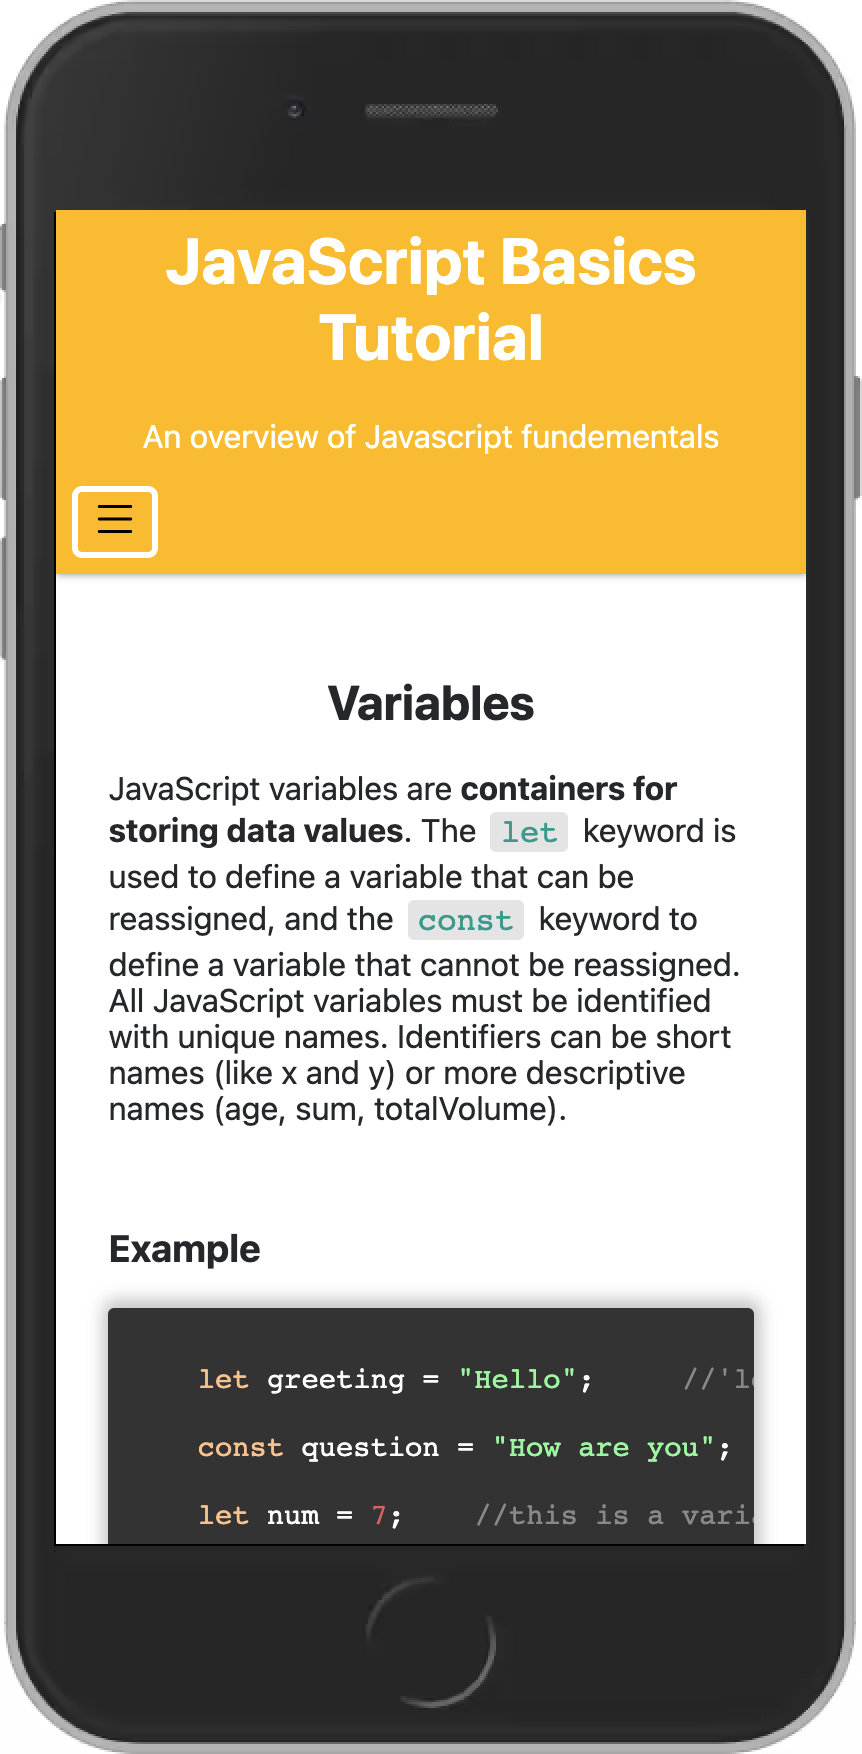 JavaScript Basics
Tutorial
An overview of Javascript fundementals
Variables
JavaScript variables are containers for
storing data values. The let keyword is
used to define a variable that can be
reassigned, and the const keyword to
define a variable that cannot be reassigned.
All JavaScript variables must be identified
with unique names. Identifiers can be short
names (like x and y) or more descriptive
names (age, sum, totalVolume).
Example
let greeting = "Hello"; //'l
const question = "How are you";
let num = 7; //this is a vari